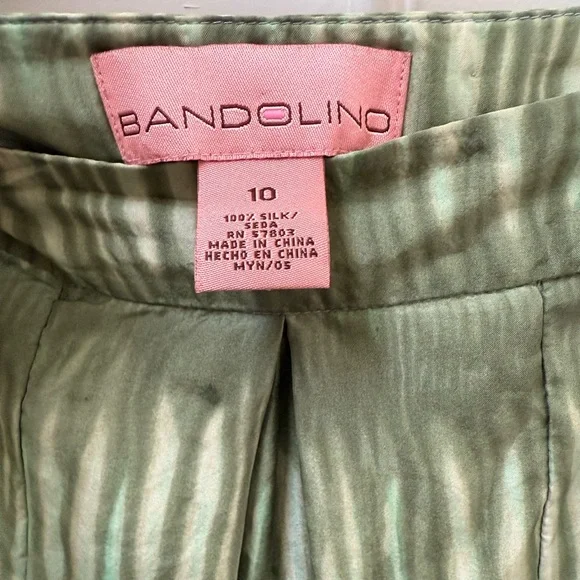 BANDOLINO
10
100% SILK/
SEDA
RN 57803
MADE IN CHINA
HECHO EN CHINA
MYN/05